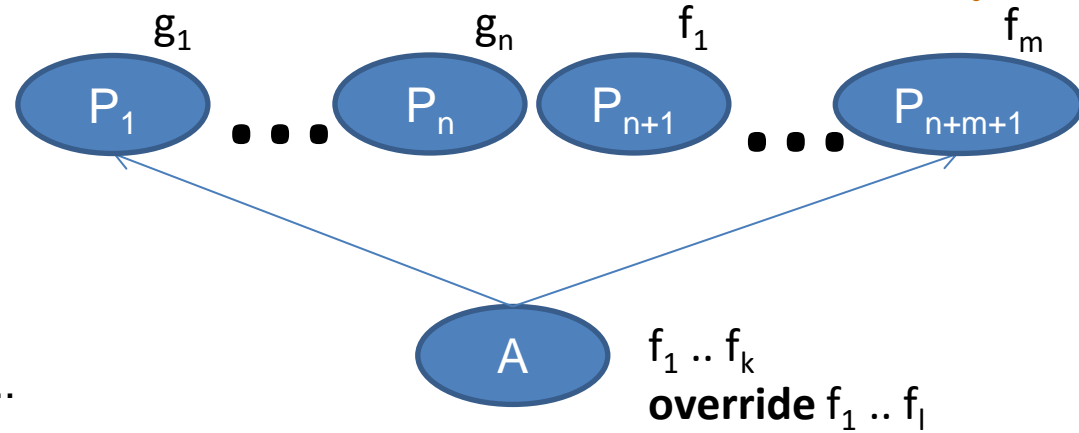 g₁ gₙ f₁ fₘ
P₁ ... Pₙ Pₙ₊₁ ... Pₙ₊ₘ₊₁
A
f₁ .. fₖ
override f₁ .. fₗ
..